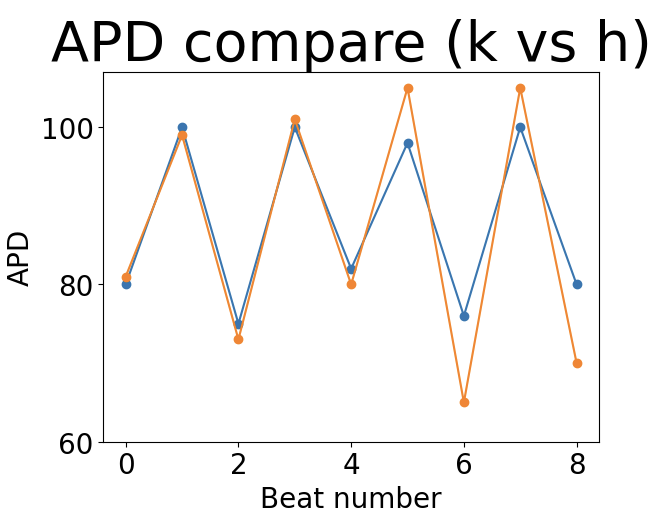 APD compare (k vs h)
APD
100
80
60
0 2 4 6 8
Beat number